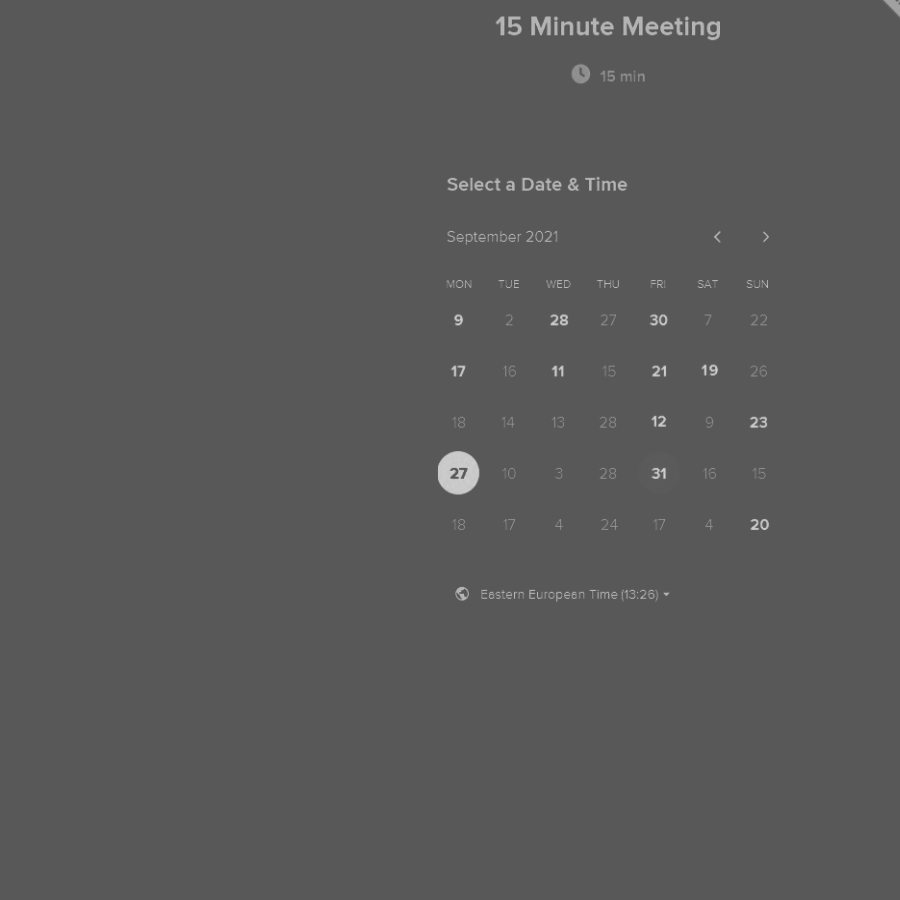 15 Minute Meeting
15 min
Select a Date & Time
September 2021
MON TUE WED THU FRI SAT SUN
9 2 28 27 30 7 22
17 16 11 15 21 19 26
18 14 13 28 12 9 23
27 10 3 28 31 16 15
18 17 4 24 17 4 20
Eastern European Time (13:26)